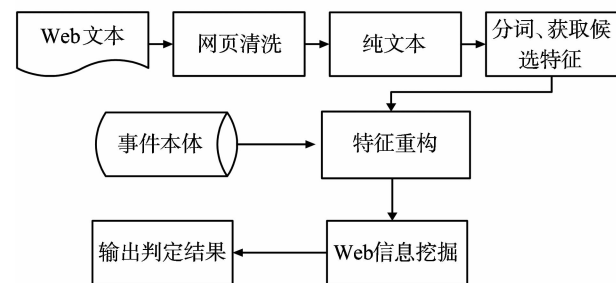 Web文本
网页清洗
纯文本
分词、获取候
选特征
事件本体
特征重构
输出判定结果
Web信息挖掘